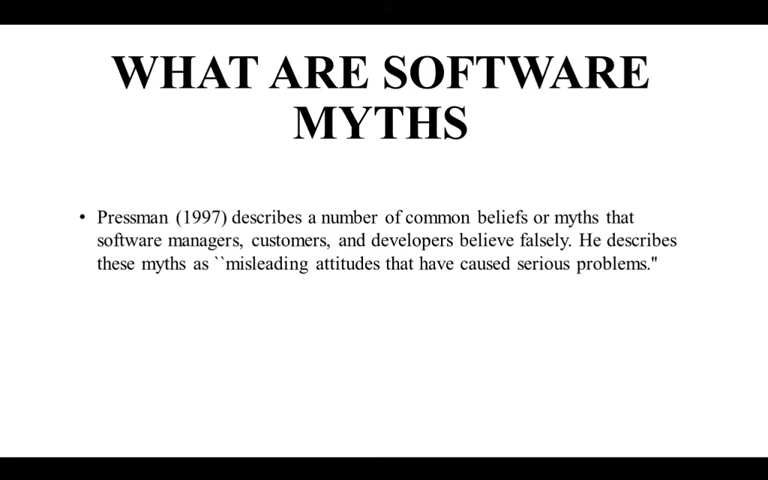 WHAT ARE SOFTWARE
MYTHS
• Pressman (1997) describes a number of common beliefs or myths that
software managers, customers, and developers believe falsely. He describes
these myths as ``misleading attitudes that have caused serious problems."